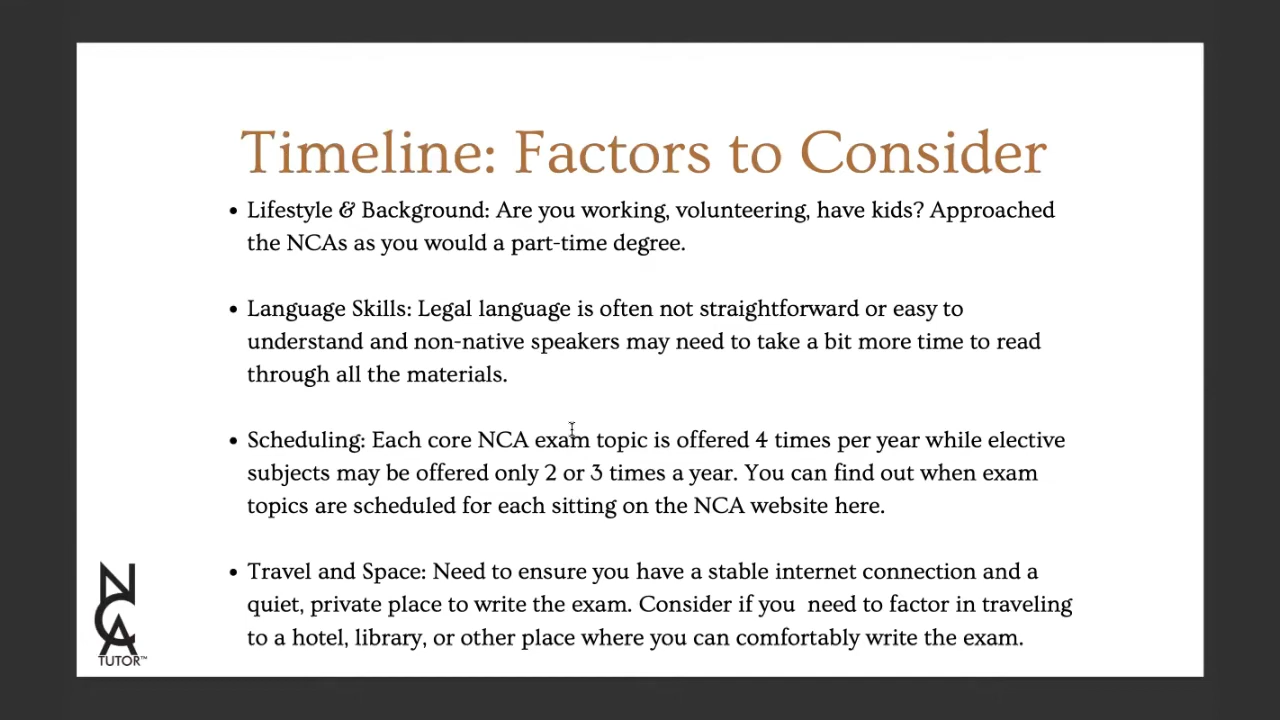 Timeline: Factors to Consider
• Lifestyle & Background: Are you working, volunteering, have kids? Approached
the NCAs as you would a part-time degree.
• Language Skills: Legal language is often not straightforward or easy to
understand and non-native speakers may need to take a bit more time to read
through all the materials.
• Scheduling: Each core NCA exam topic is offered 4 times per year while elective
subjects may be offered only 2 or 3 times a year. You can find out when exam
topics are scheduled for each sitting on the NCA website here.
• Travel and Space: Need to ensure you have a stable internet connection and a
quiet, private place to write the exam. Consider if you  need to factor in traveling
to a hotel, library, or other place where you can comfortably write the exam.
NCA
TUTOR™